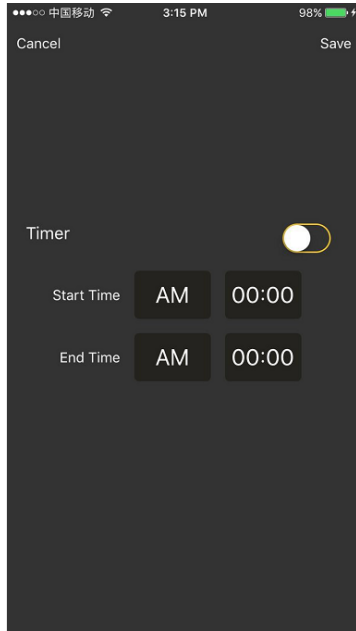 中国移动 3:15 PM 98%
Cancel Save
Timer
Start Time AM 00:00
End Time AM 00:00